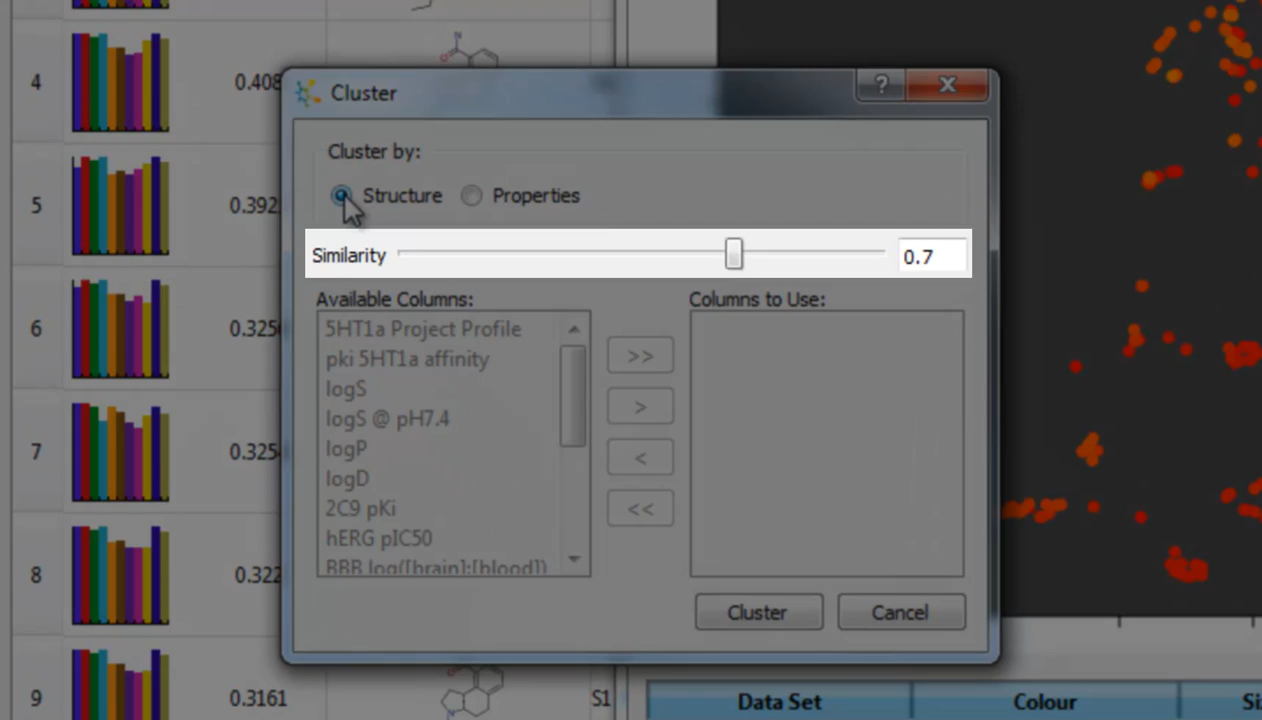 4
0.408
Cluster
?
Cluster by:
Structure
Properties
5
0.392
Similarity
0.7
Available Columns:
Columns to Use:
6
0.325
5HT1a Project Profile
pki 5HT1a affinity
logS
logS @ pH7.4
logP
logD
2C9 pKi
hERG pIC50
BBB log([brain]:[blood])
>>
>
<
<<
7
0.3254
8
0.322
Cluster
Cancel
9
0.3161
S1
Data Set
Colour